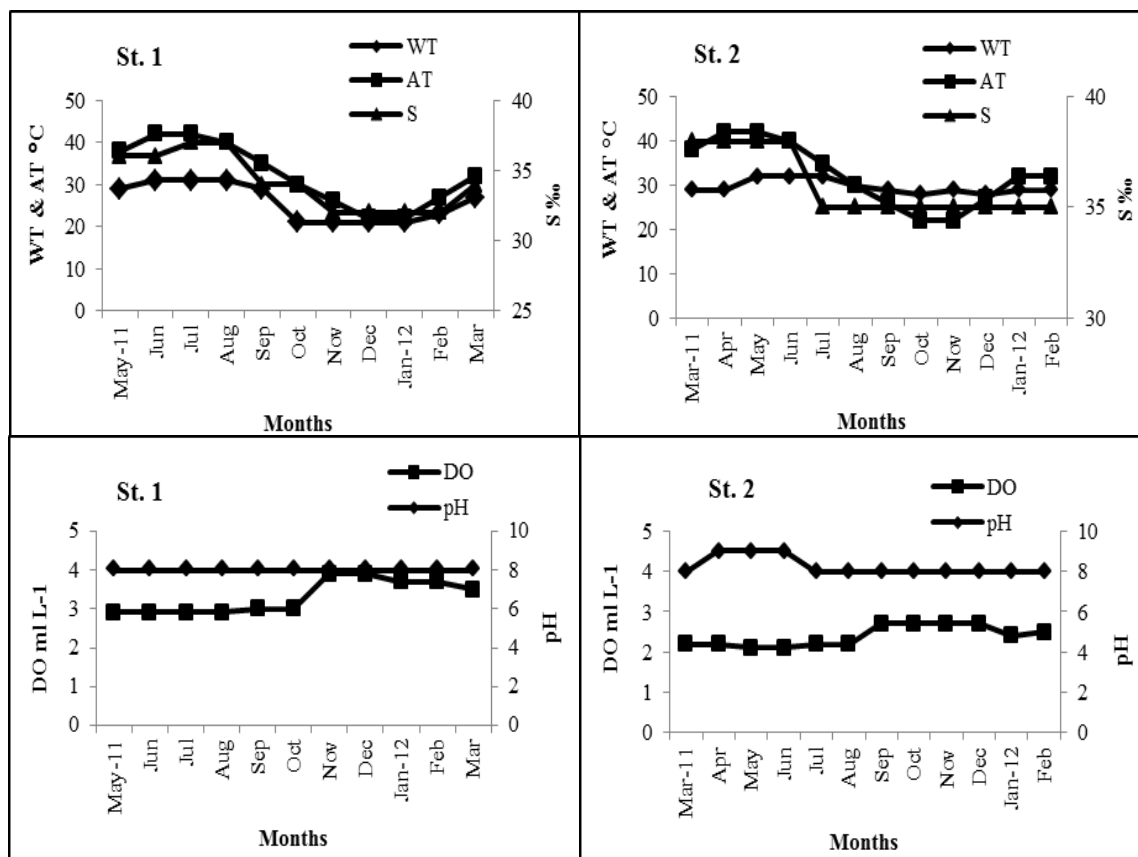 St. 1
WT
AT
S
WT & AT °C
50
40
30
20
10
0
40
35
30
25
S ‰
May-11
Jun
Jul
Aug
Sep
Oct
Nov
Dec
Jan-12
Feb
Mar
Months
St. 2
WT
AT
S
WT & AT °C
50
40
30
20
10
0
40
35
30
S ‰
Mar-11
Apr
May
Jun
Jul
Aug
Sep
Oct
Nov
Dec
Jan-12
Feb
Months
St. 1
DO
pH
DO ml L-1
5
4
3
2
1
0
10
8
6
4
2
0
pH
May-11
Jun
Jul
Aug
Sep
Oct
Nov
Dec
Jan-12
Feb
Mar
Months
St. 2
DO
pH
DO ml L-1
5
4
3
2
1
0
10
8
6
4
2
0
pH
Mar-11
Apr
May
Jun
Jul
Aug
Sep
Oct
Nov
Dec
Jan-12
Feb
Months